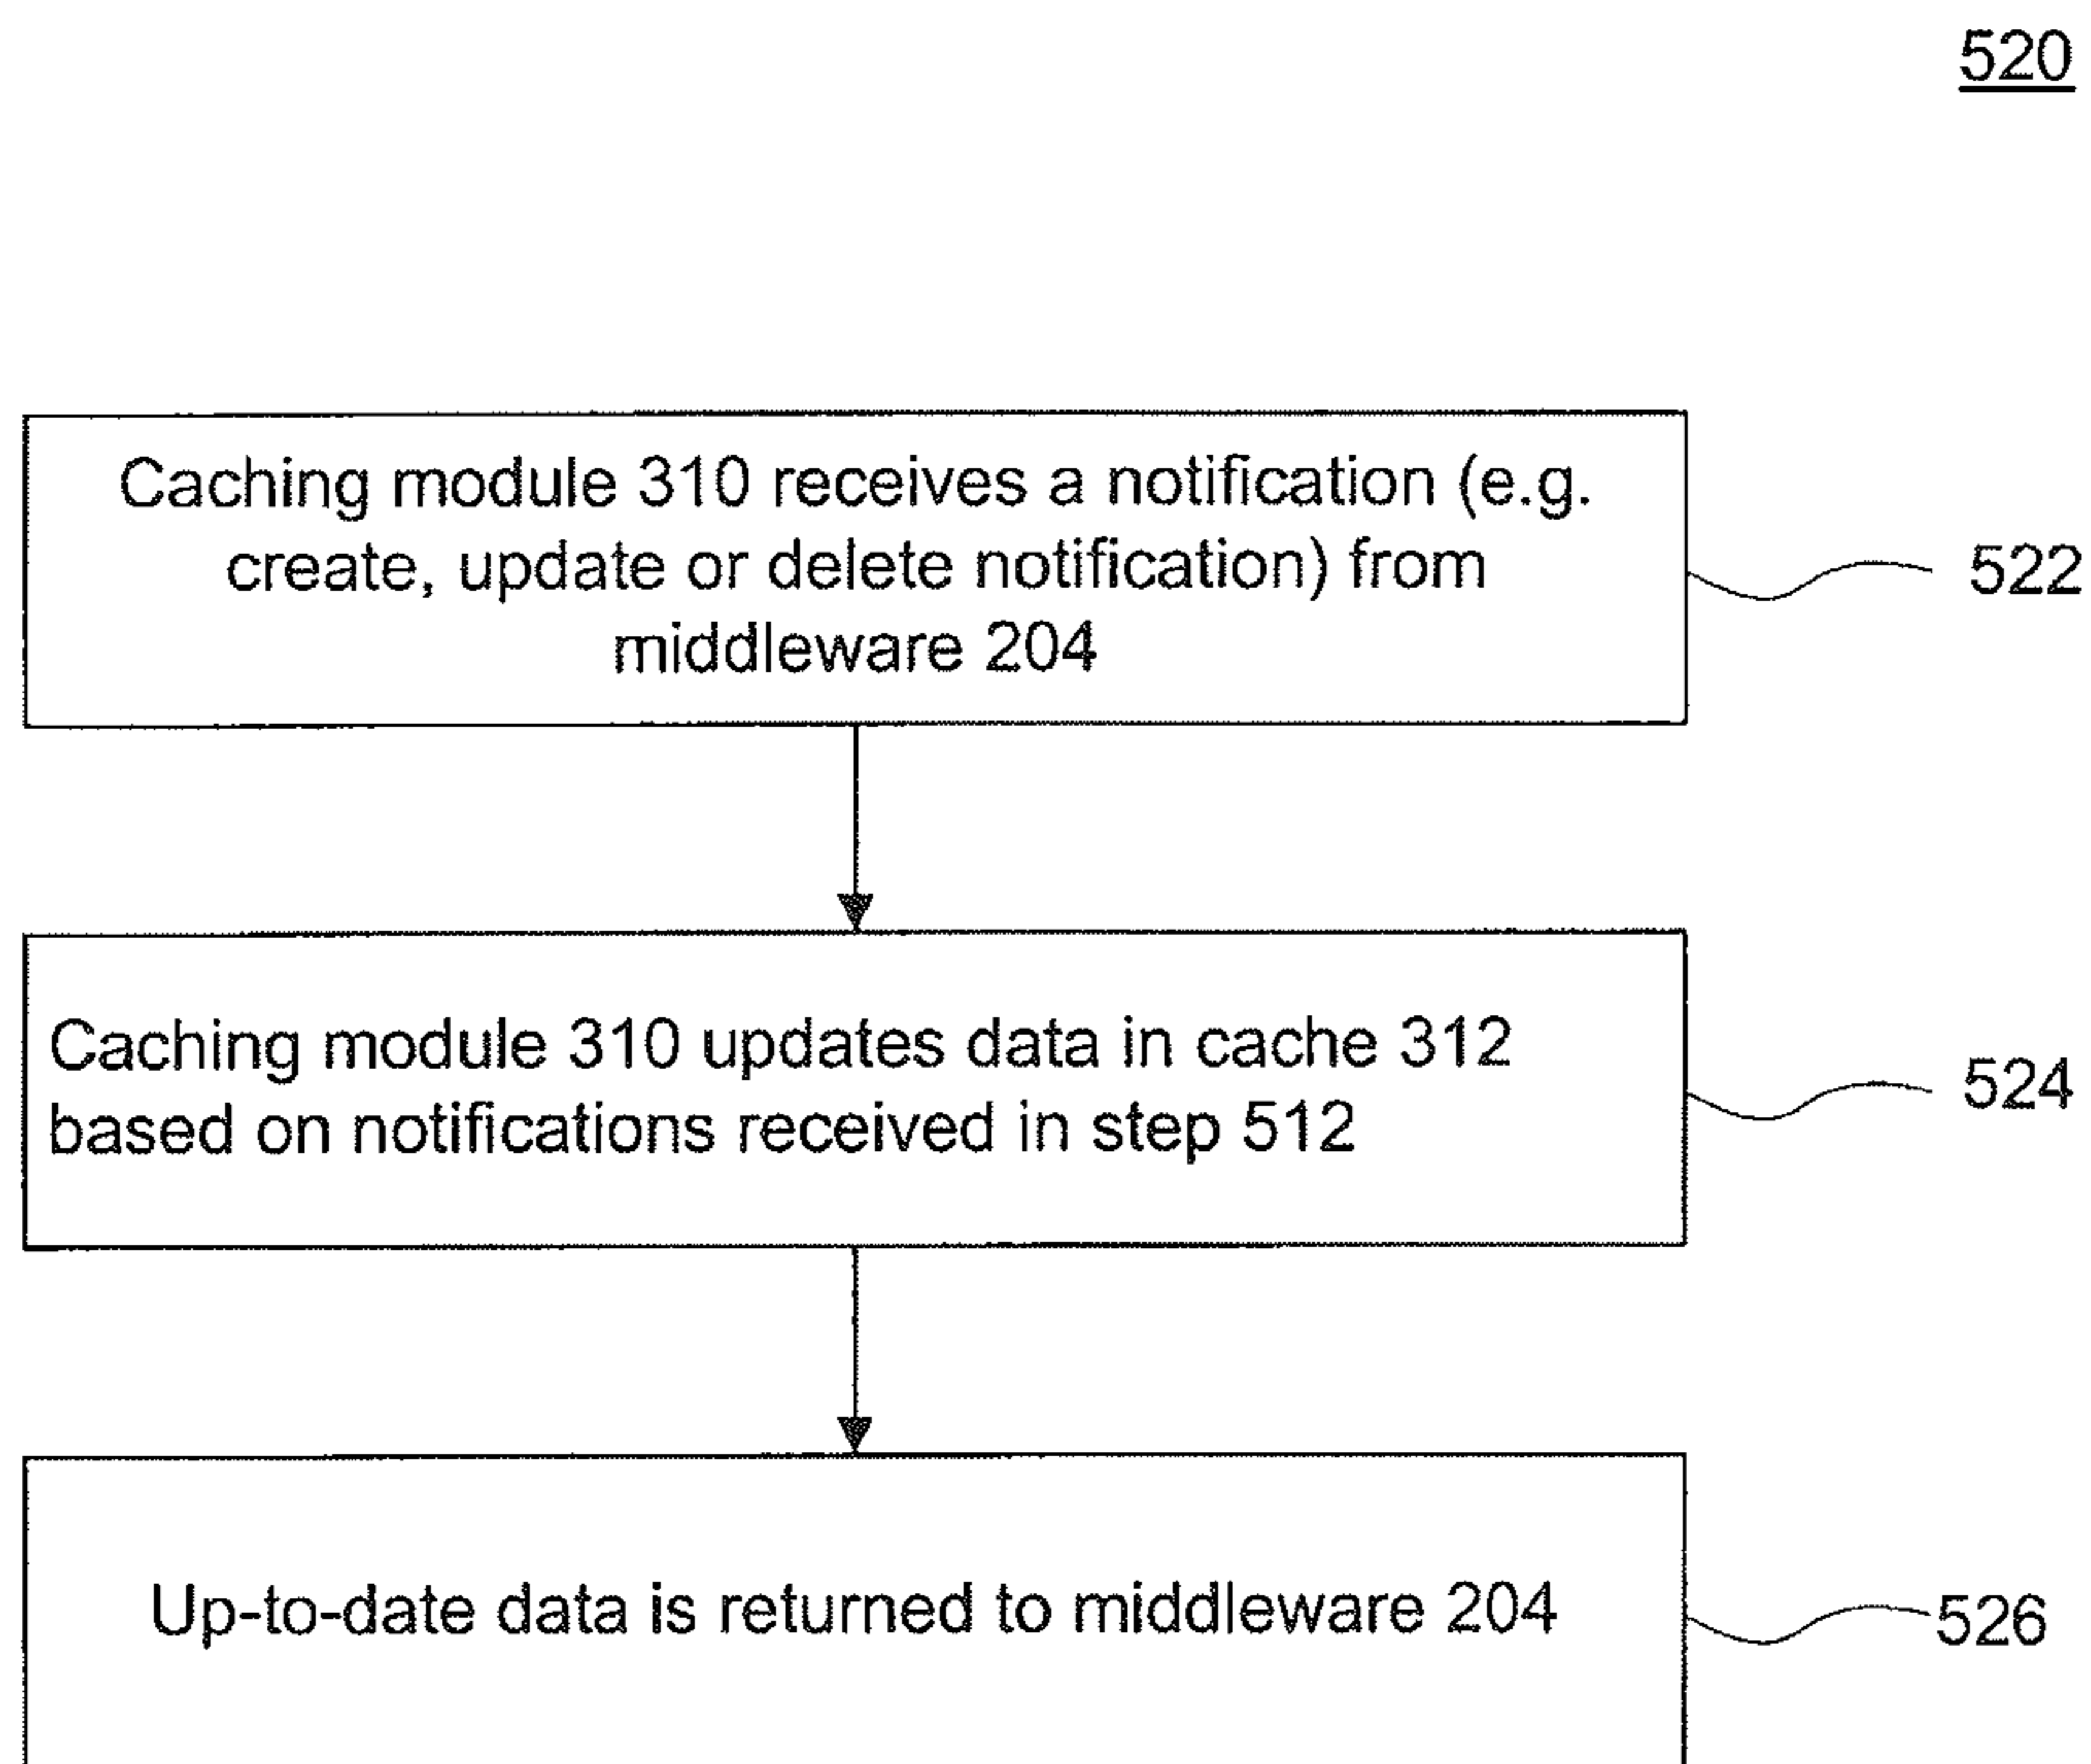 520
Caching module 310 receives a notification (e.g.
create, update or delete notification) from
middleware 204
522
Caching module 310 updates data in cache 312
based on notifications received in step 512
524
Up-to-date data is returned to middleware 204
526